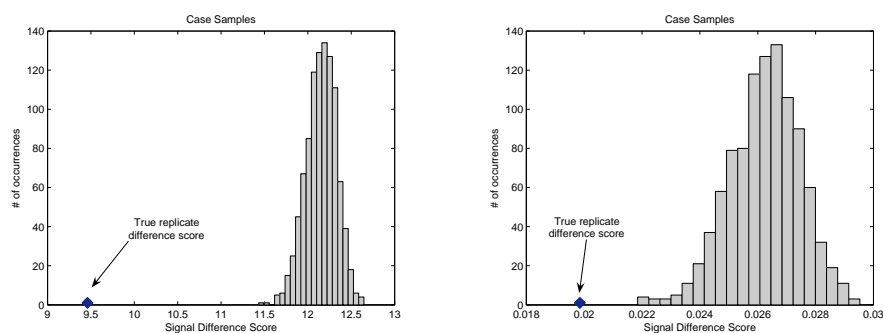 Case Samples
140
120
100
80
60
40
20
0
# of occurrences
True replicate
difference score
9 9.5 10 10.5 11 11.5 12 12.5 13
Signal Difference Score
Case Samples
140
120
100
80
60
40
20
0
# of occurrences
True replicate
difference score
0.018 0.02 0.022 0.024 0.026 0.028 0.03
Signal Difference Score